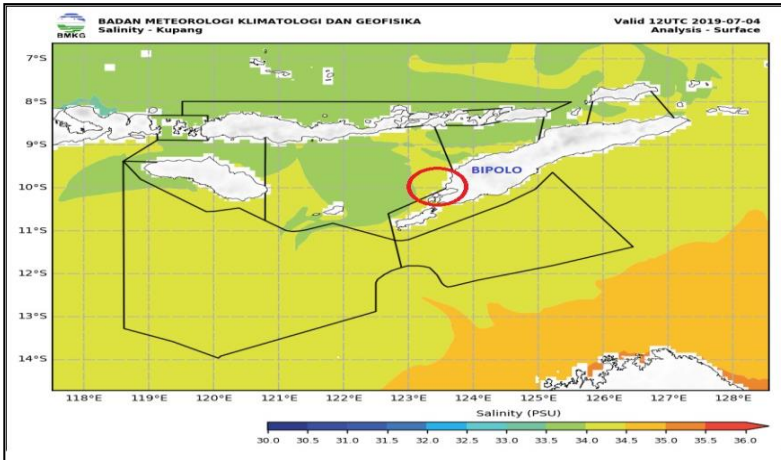 BADAN METEOROLOGI KLIMATOLOGI DAN GEOFISIKA
Salinity - Kupang
Valid 12UTC 2019-07-04
Analysis - Surface
BMKG
7°S
8°S
9°S
10°S
11°S
12°S
13°S
14°S
BIPOLO
118°E 119°E 120°E 121°E 122°E 123°E 124°E 125°E 126°E 127°E 128°E
Salinity (PSU)
30.0 30.5 31.0 31.5 32.0 32.5 33.0 33.5 34.0 34.5 35.0 35.5 36.0